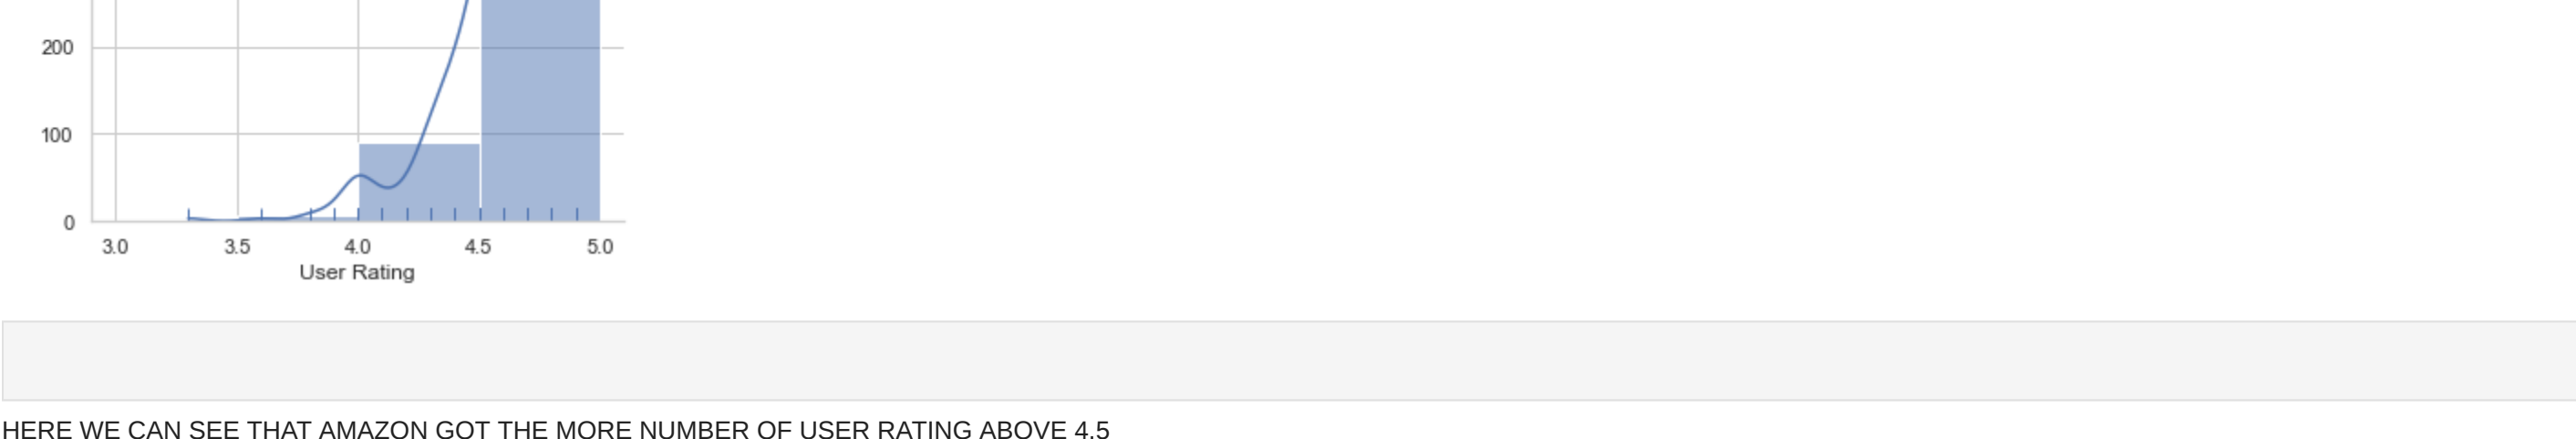 200
100
0
3.0 3.5 4.0 4.5 5.0
User Rating
HERE WE CAN SEE THAT AMAZON GOT THE MORE NUMBER OF USER RATING ABOVE 4.5